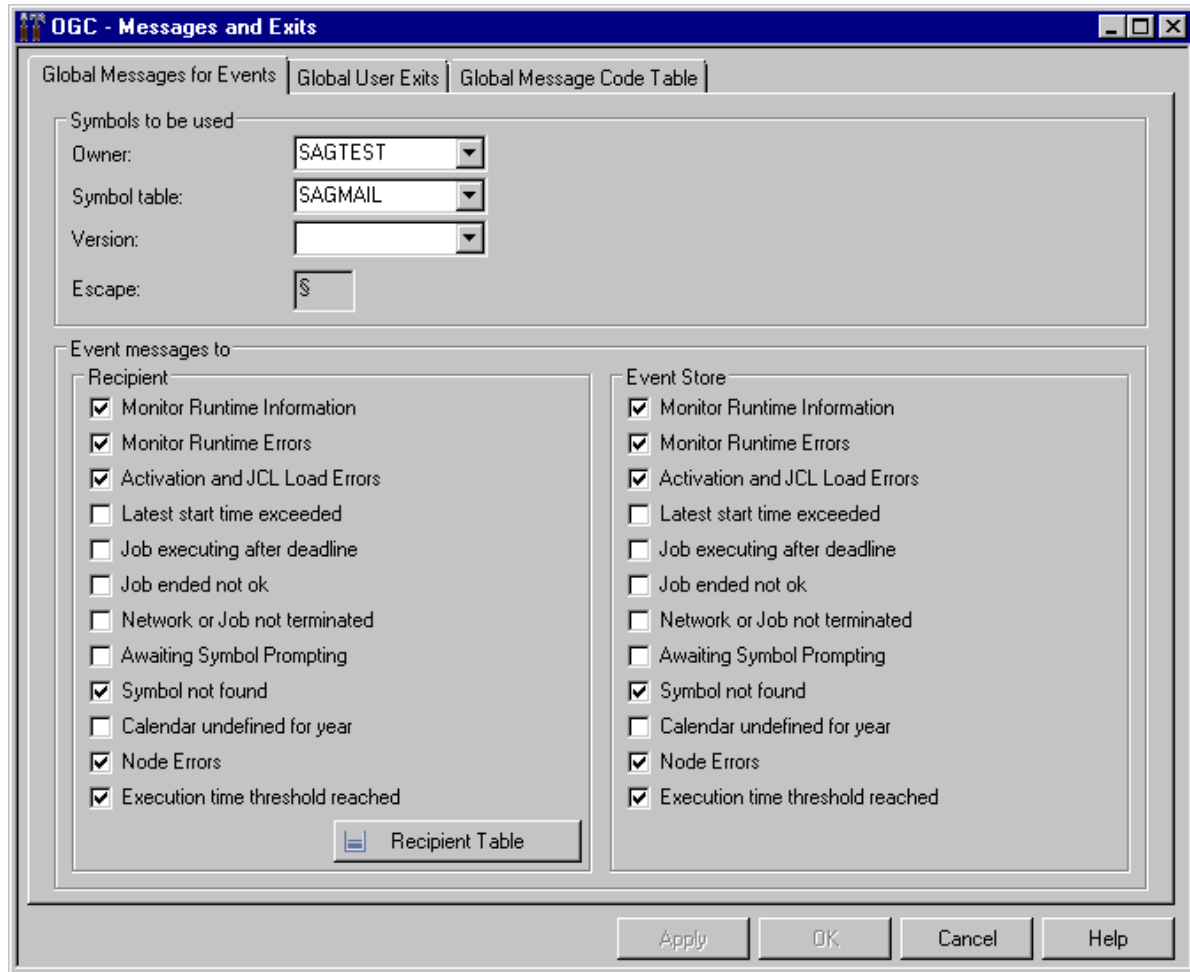 OGC - Messages and Exits
Global Messages for Events Global User Exits Global Message Code Table
Symbols to be used
Owner: SAGTEST
Symbol table: SAGMAIL
Version:
Escape: §
Event messages to
Recipient
Monitor Runtime Information
Monitor Runtime Errors
Activation and JCL Load Errors
Latest start time exceeded
Job executing after deadline
Job ended not ok
Network or Job not terminated
Awaiting Symbol Prompting
Symbol not found
Calendar undefined for year
Node Errors
Execution time threshold reached
Recipient Table
Event Store
Monitor Runtime Information
Monitor Runtime Errors
Activation and JCL Load Errors
Latest start time exceeded
Job executing after deadline
Job ended not ok
Network or Job not terminated
Awaiting Symbol Prompting
Symbol not found
Calendar undefined for year
Node Errors
Execution time threshold reached
Apply OK Cancel Help